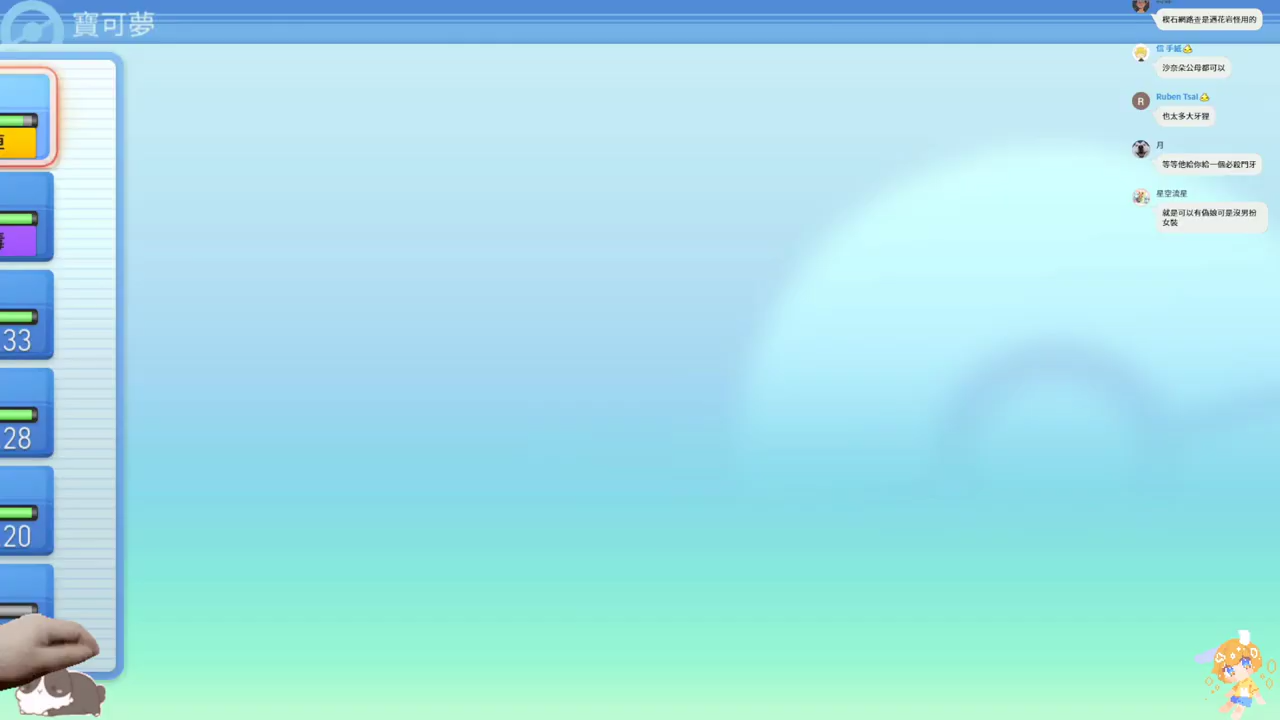 寶可夢
楔石網路查是遇花岩怪用的
信 手紙
沙奈朵公母都可以
Ruben Tsai
R
也太多大牙狸
月
等等他給你給一個必殺門牙
星空流星
就是可以有偽娘可是沒男扮
女裝
33
28
20